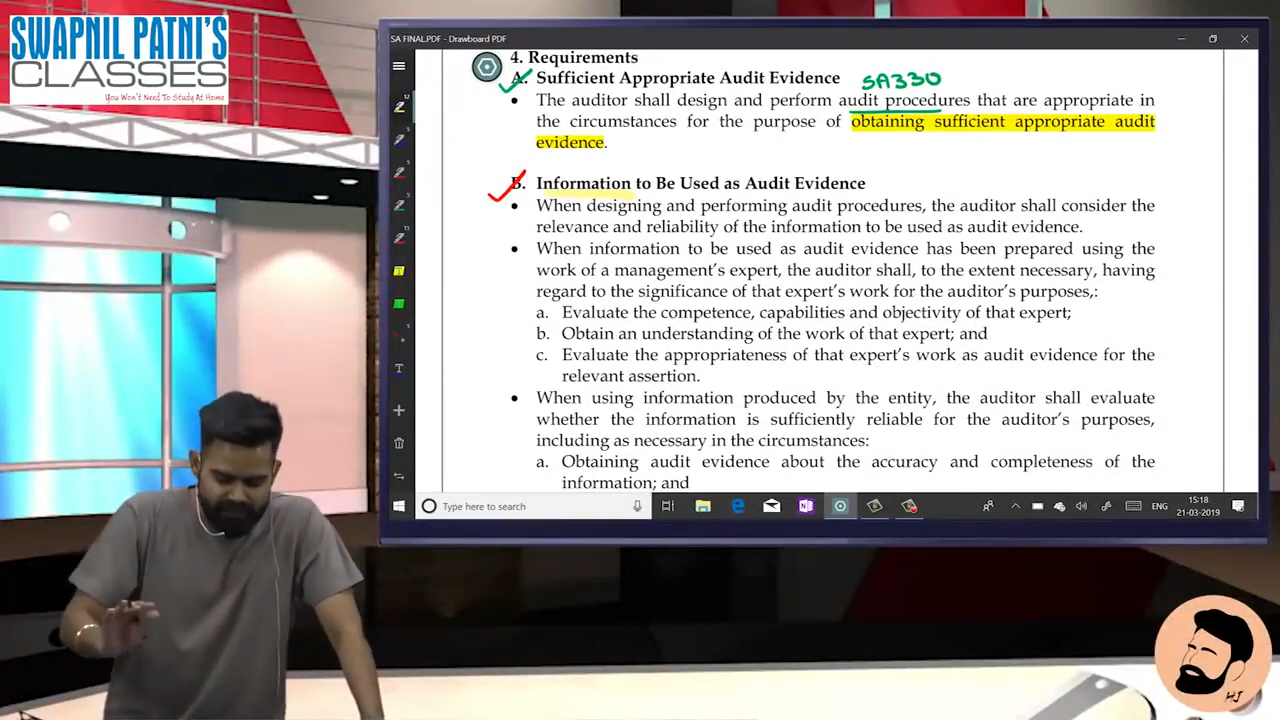 SWAPNIL PATNI'S
CLASSES
You Won't Need To Study At Home
SA FINAL.PDF - Drawboard PDF
4. Requirements
A. Sufficient Appropriate Audit Evidence
SA330
• The auditor shall design and perform audit procedures that are appropriate in
the circumstances for the purpose of obtaining sufficient appropriate audit
evidence.
B. Information to Be Used as Audit Evidence
• When designing and performing audit procedures, the auditor shall consider the
relevance and reliability of the information to be used as audit evidence.
• When information to be used as audit evidence has been prepared using the
work of a management's expert, the auditor shall, to the extent necessary, having
regard to the significance of that expert's work for the auditor's purposes,:
a. Evaluate the competence, capabilities and objectivity of that expert;
b. Obtain an understanding of the work of that expert; and
c. Evaluate the appropriateness of that expert's work as audit evidence for the
relevant assertion.
• When using information produced by the entity, the auditor shall evaluate
whether the information is sufficiently reliable for the auditor's purposes,
including as necessary in the circumstances:
a. Obtaining audit evidence about the accuracy and completeness of the
information; and
Type here to search
ENG
15:18
21-03-2019
HJ